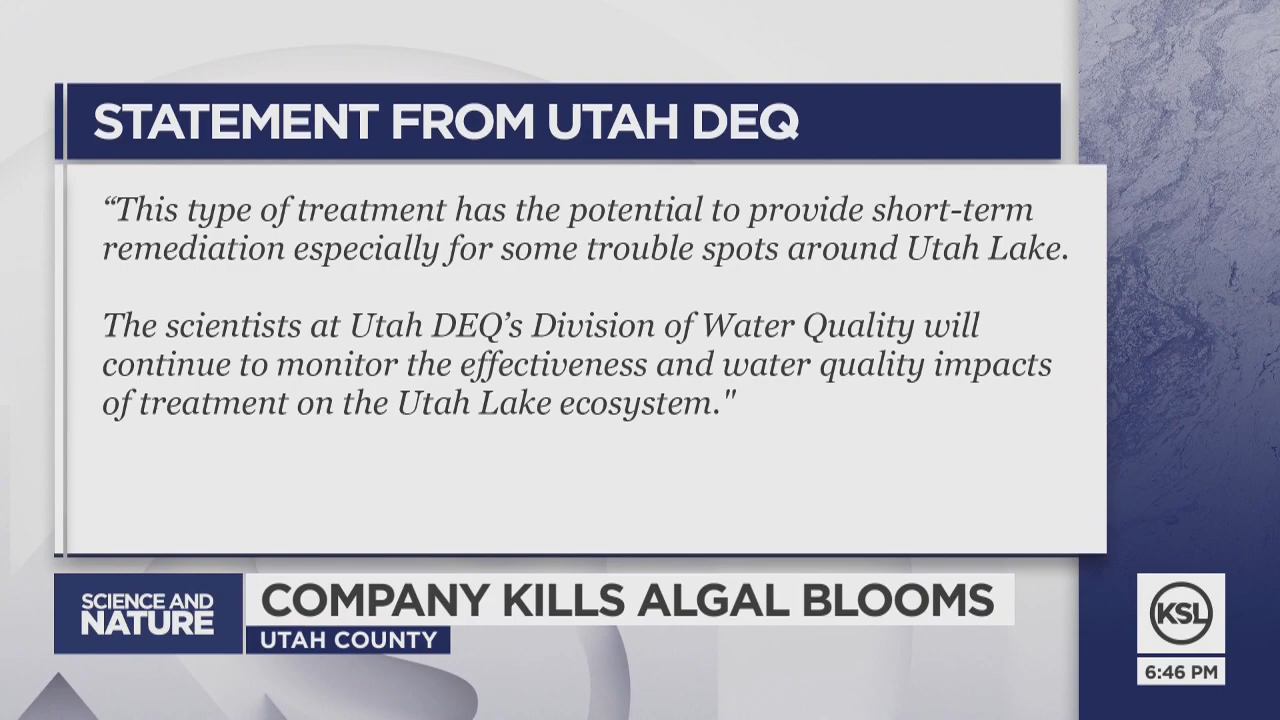 STATEMENT FROM UTAH DEQ
“This type of treatment has the potential to provide short-term
remediation especially for some trouble spots around Utah Lake.
The scientists at Utah DEQ’s Division of Water Quality will
continue to monitor the effectiveness and water quality impacts
of treatment on the Utah Lake ecosystem."
SCIENCE AND
NATURE
COMPANY KILLS ALGAL BLOOMS
UTAH COUNTY
KSL
6:46 PM